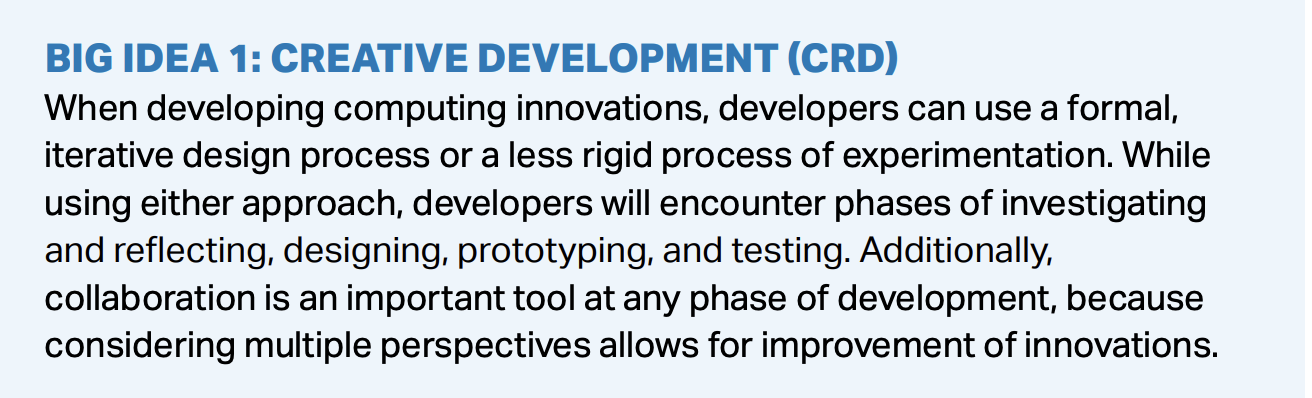 BIG IDEA 1: CREATIVE DEVELOPMENT (CRD)
When developing computing innovations, developers can use a formal,
iterative design process or a less rigid process of experimentation. While
using either approach, developers will encounter phases of investigating
and reflecting, designing, prototyping, and testing. Additionally,
collaboration is an important tool at any phase of development, because
considering multiple perspectives allows for improvement of innovations.